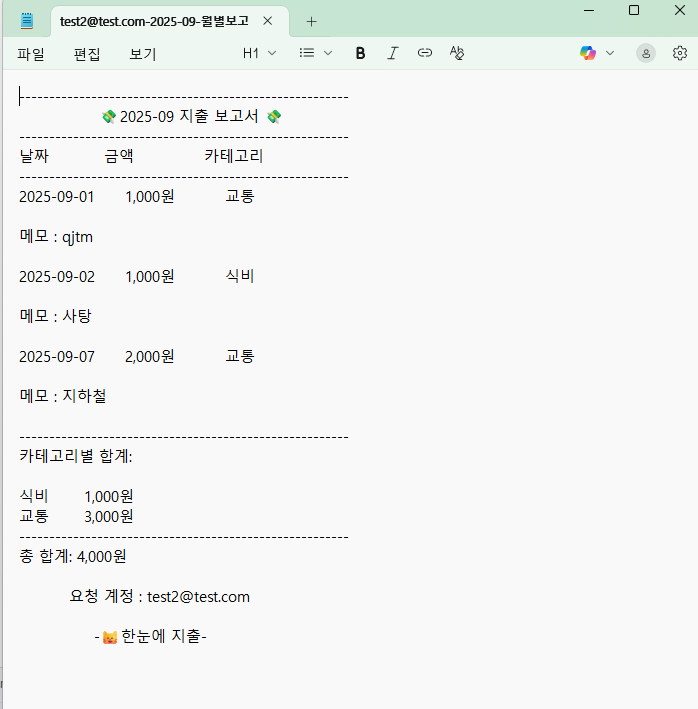 test2@test.com-2025-09-월별보고
파일 편집 보기 H1 B I
-------------------------------------------------------
💸 2025-09 지출 보고서 💸
-------------------------------------------------------
날짜 금액 카테고리
-------------------------------------------------------
2025-09-01 1,000원 교통
메모 : qjtm
2025-09-02 1,000원 식비
메모 : 사탕
2025-09-07 2,000원 교통
메모 : 지하철
-------------------------------------------------------
카테고리별 합계:
식비 1,000원
교통 3,000원
-------------------------------------------------------
총 합계: 4,000원
요청 계정 : test2@test.com
-😸 한눈에 지출-